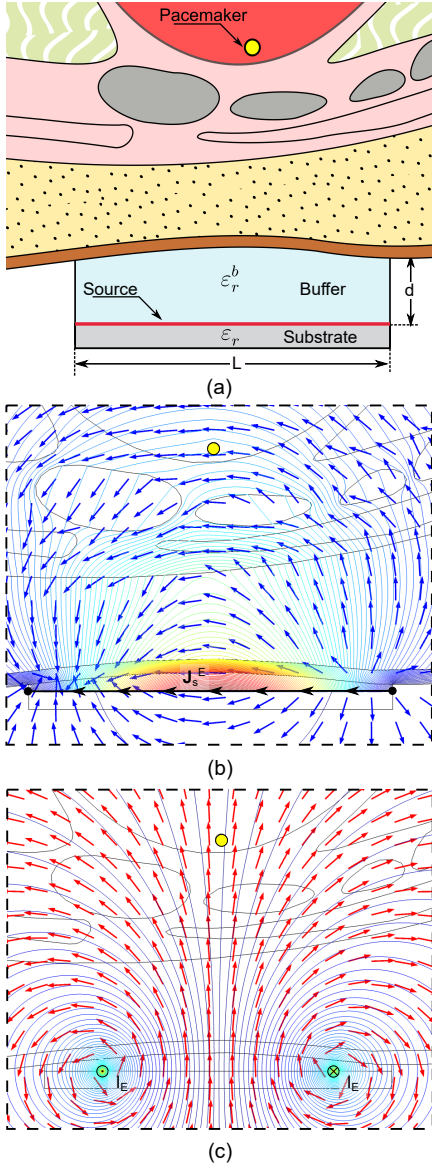 Pacemaker
ε_r^b
Buffer
d
Source
ε_r
Substrate
L
(a)
J_s^E
(b)
I_E
I_E
(c)